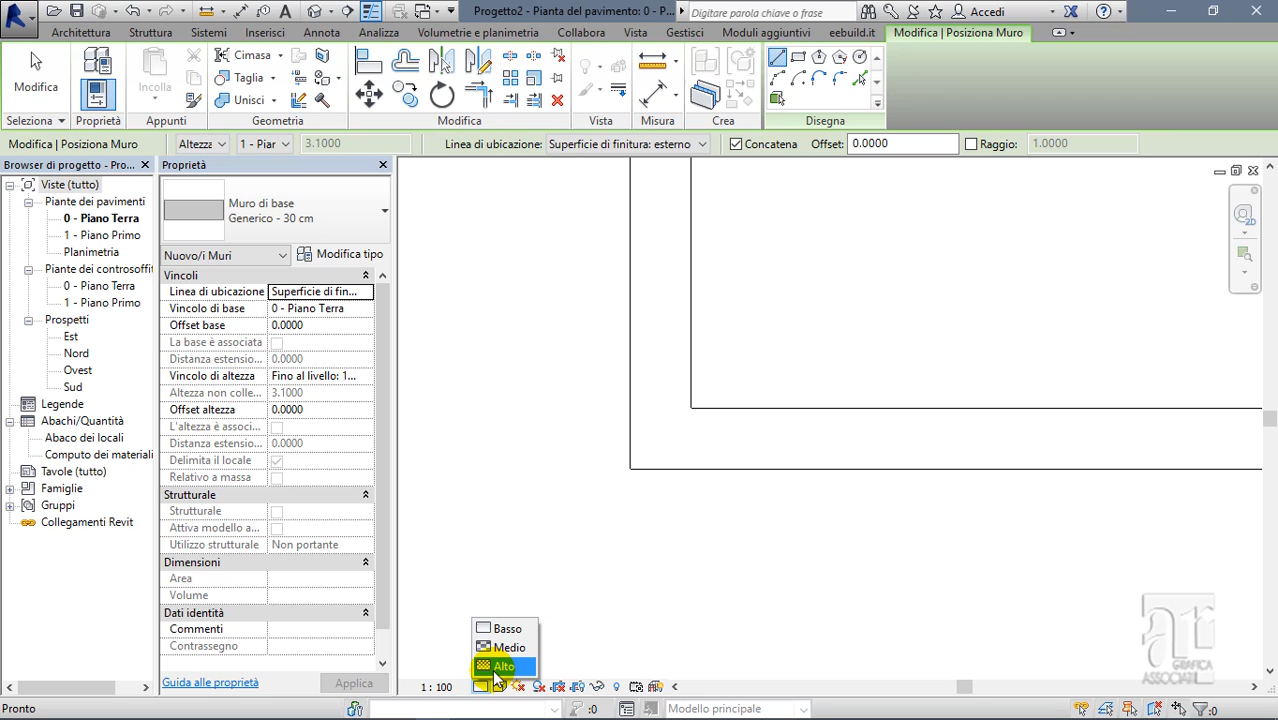 Progetto2 - Pianta del pavimento: 0 - P...
Digitare parola chiave o frase
Accedi
Architettura
Struttura
Sistemi
Inserisci
Annota
Analizza
Volumetrie e planimetria
Collabora
Vista
Gestisci
Moduli aggiuntivi
eebuild.it
Modifica | Posiziona Muro
Modifica
Incolla
Cima
Taglia
Unisci
Seleziona
Proprietà
Appunti
Geometria
Modifica
Vista
Misura
Crea
Disegna
Modifica | Posiziona Muro
Altezza
1 - Piar
3.1000
Linea di ubicazione:
Superficie di finitura: esterno
Concatena
Offset:
0.0000
Raggio:
1.0000
Browser di progetto - Pro...
Viste (tutto)
Piante dei pavimenti
0 - Piano Terra
1 - Piano Primo
Planimetria
Piante dei controsoffit
0 - Piano Terra
1 - Piano Primo
Prospetti
Est
Nord
Ovest
Sud
Legende
Abachi/Quantità
Abaco dei locali
Computo dei materiali
Tavole (tutto)
Famiglie
Gruppi
Collegamenti Revit
Proprietà
Muro di base
Generico - 30 cm
Nuovo/i Muri
Modifica tipo
Vincoli
Linea di ubicazione
Superficie di fin...
Vincolo di base
0 - Piano Terra
Offset base
0.0000
La base è associata
Distanza estensio...
0.0000
Vincolo di altezza
Fino al livello: 1...
Altezza non colle...
3.1000
Offset altezza
0.0000
L'altezza è associ...
Distanza estensio...
0.0000
Delimita il locale
Relativo a massa
Strutturale
Strutturale
Attiva modello a...
Utilizzo strutturale
Non portante
Dimensioni
Area
Volume
Dati identità
Commenti
Contrassegno
Guida alle proprietà
Applica
2D
Basso
Medio
Alto
1 : 100
ar
GRAFICA
ASSOCIATI
Pronto
:0
Modello principale
:0